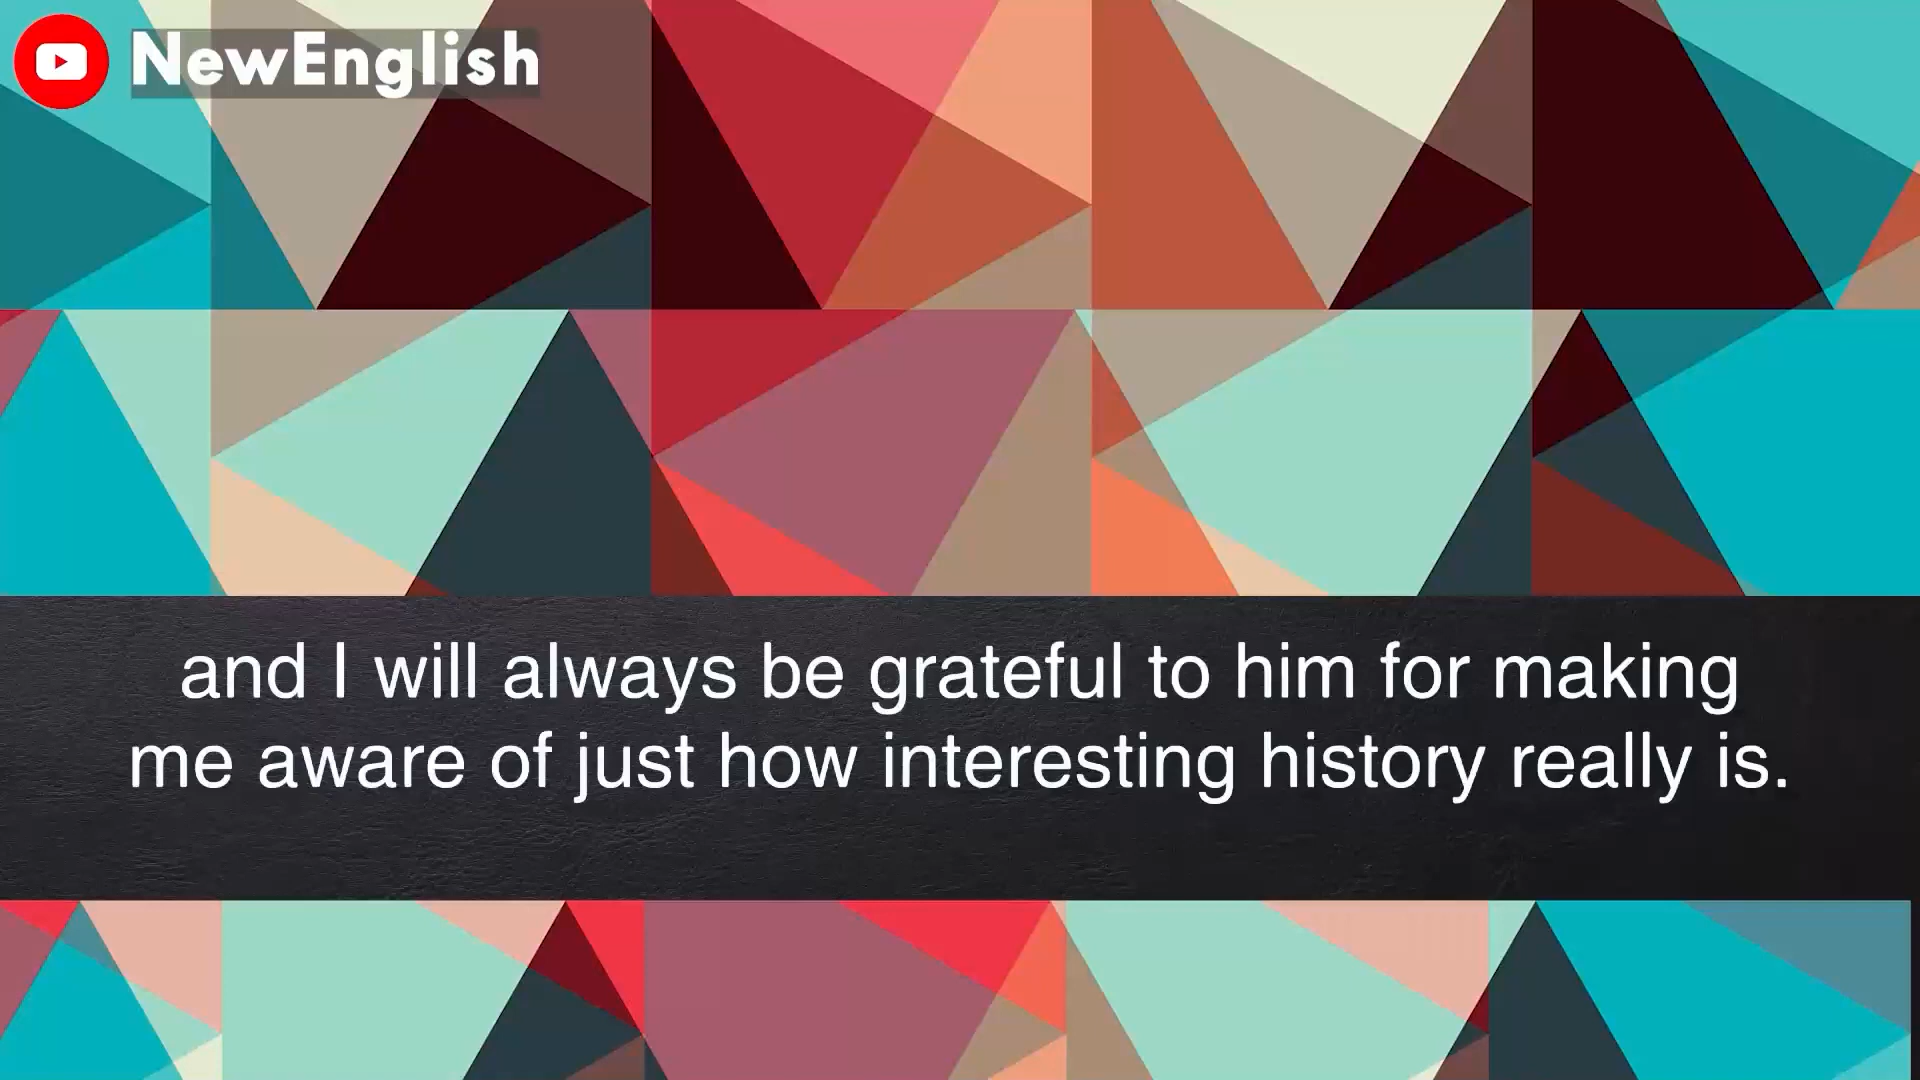 NewEnglish
and I will always be grateful to him for making
me aware of just how interesting history really is.